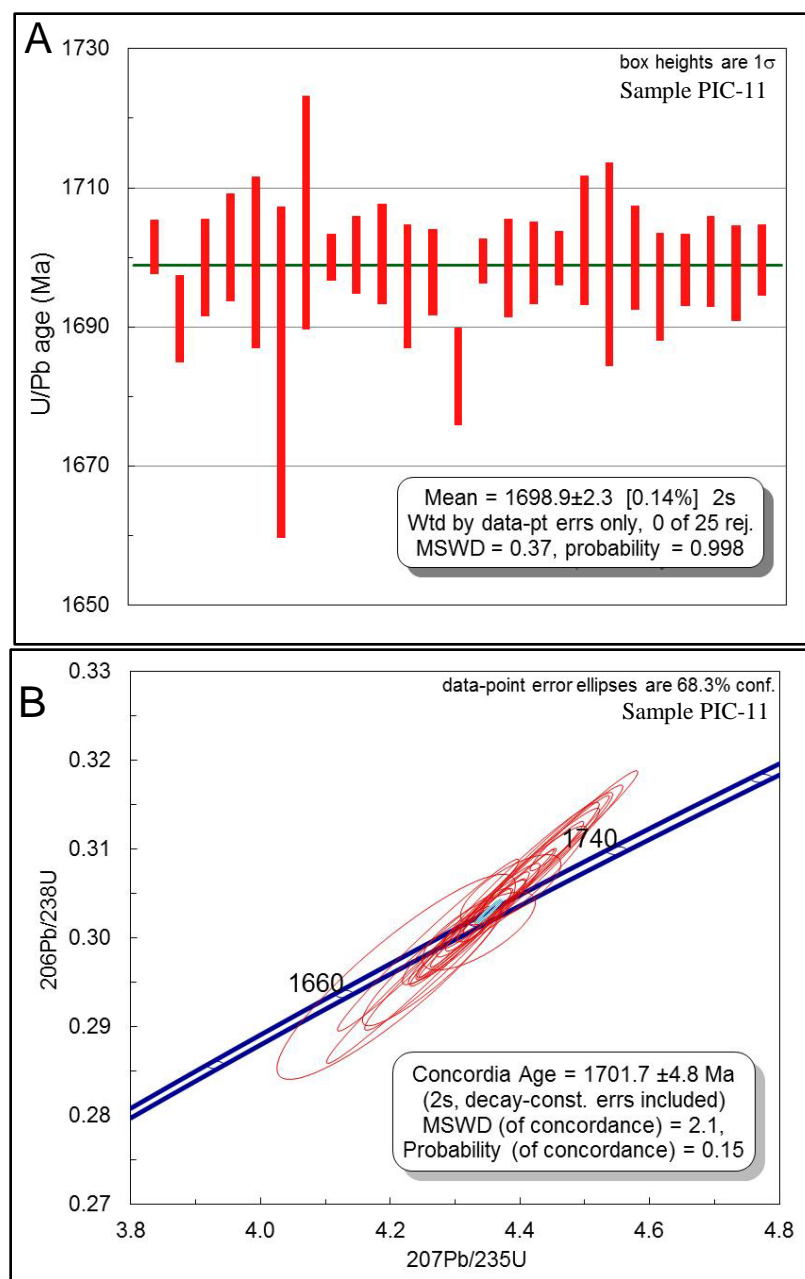 A
box heights are 1σ
Sample PIC-11
1730
1710
1690
1670
1650
U/Pb age (Ma)
Mean = 1698.9±2.3 [0.14%] 2s
Wtd by data-pt errs only, 0 of 25 rej.
MSWD = 0.37, probability = 0.998
B
data-point error ellipses are 68.3% conf.
Sample PIC-11
0.33
0.32
0.31
0.30
0.29
0.28
0.27
206Pb/238U
1740
1660
Concordia Age = 1701.7 ±4.8 Ma
(2s, decay-const. errs included)
MSWD (of concordance) = 2.1,
Probability (of concordance) = 0.15
3.8 4.0 4.2 4.4 4.6 4.8
207Pb/235U